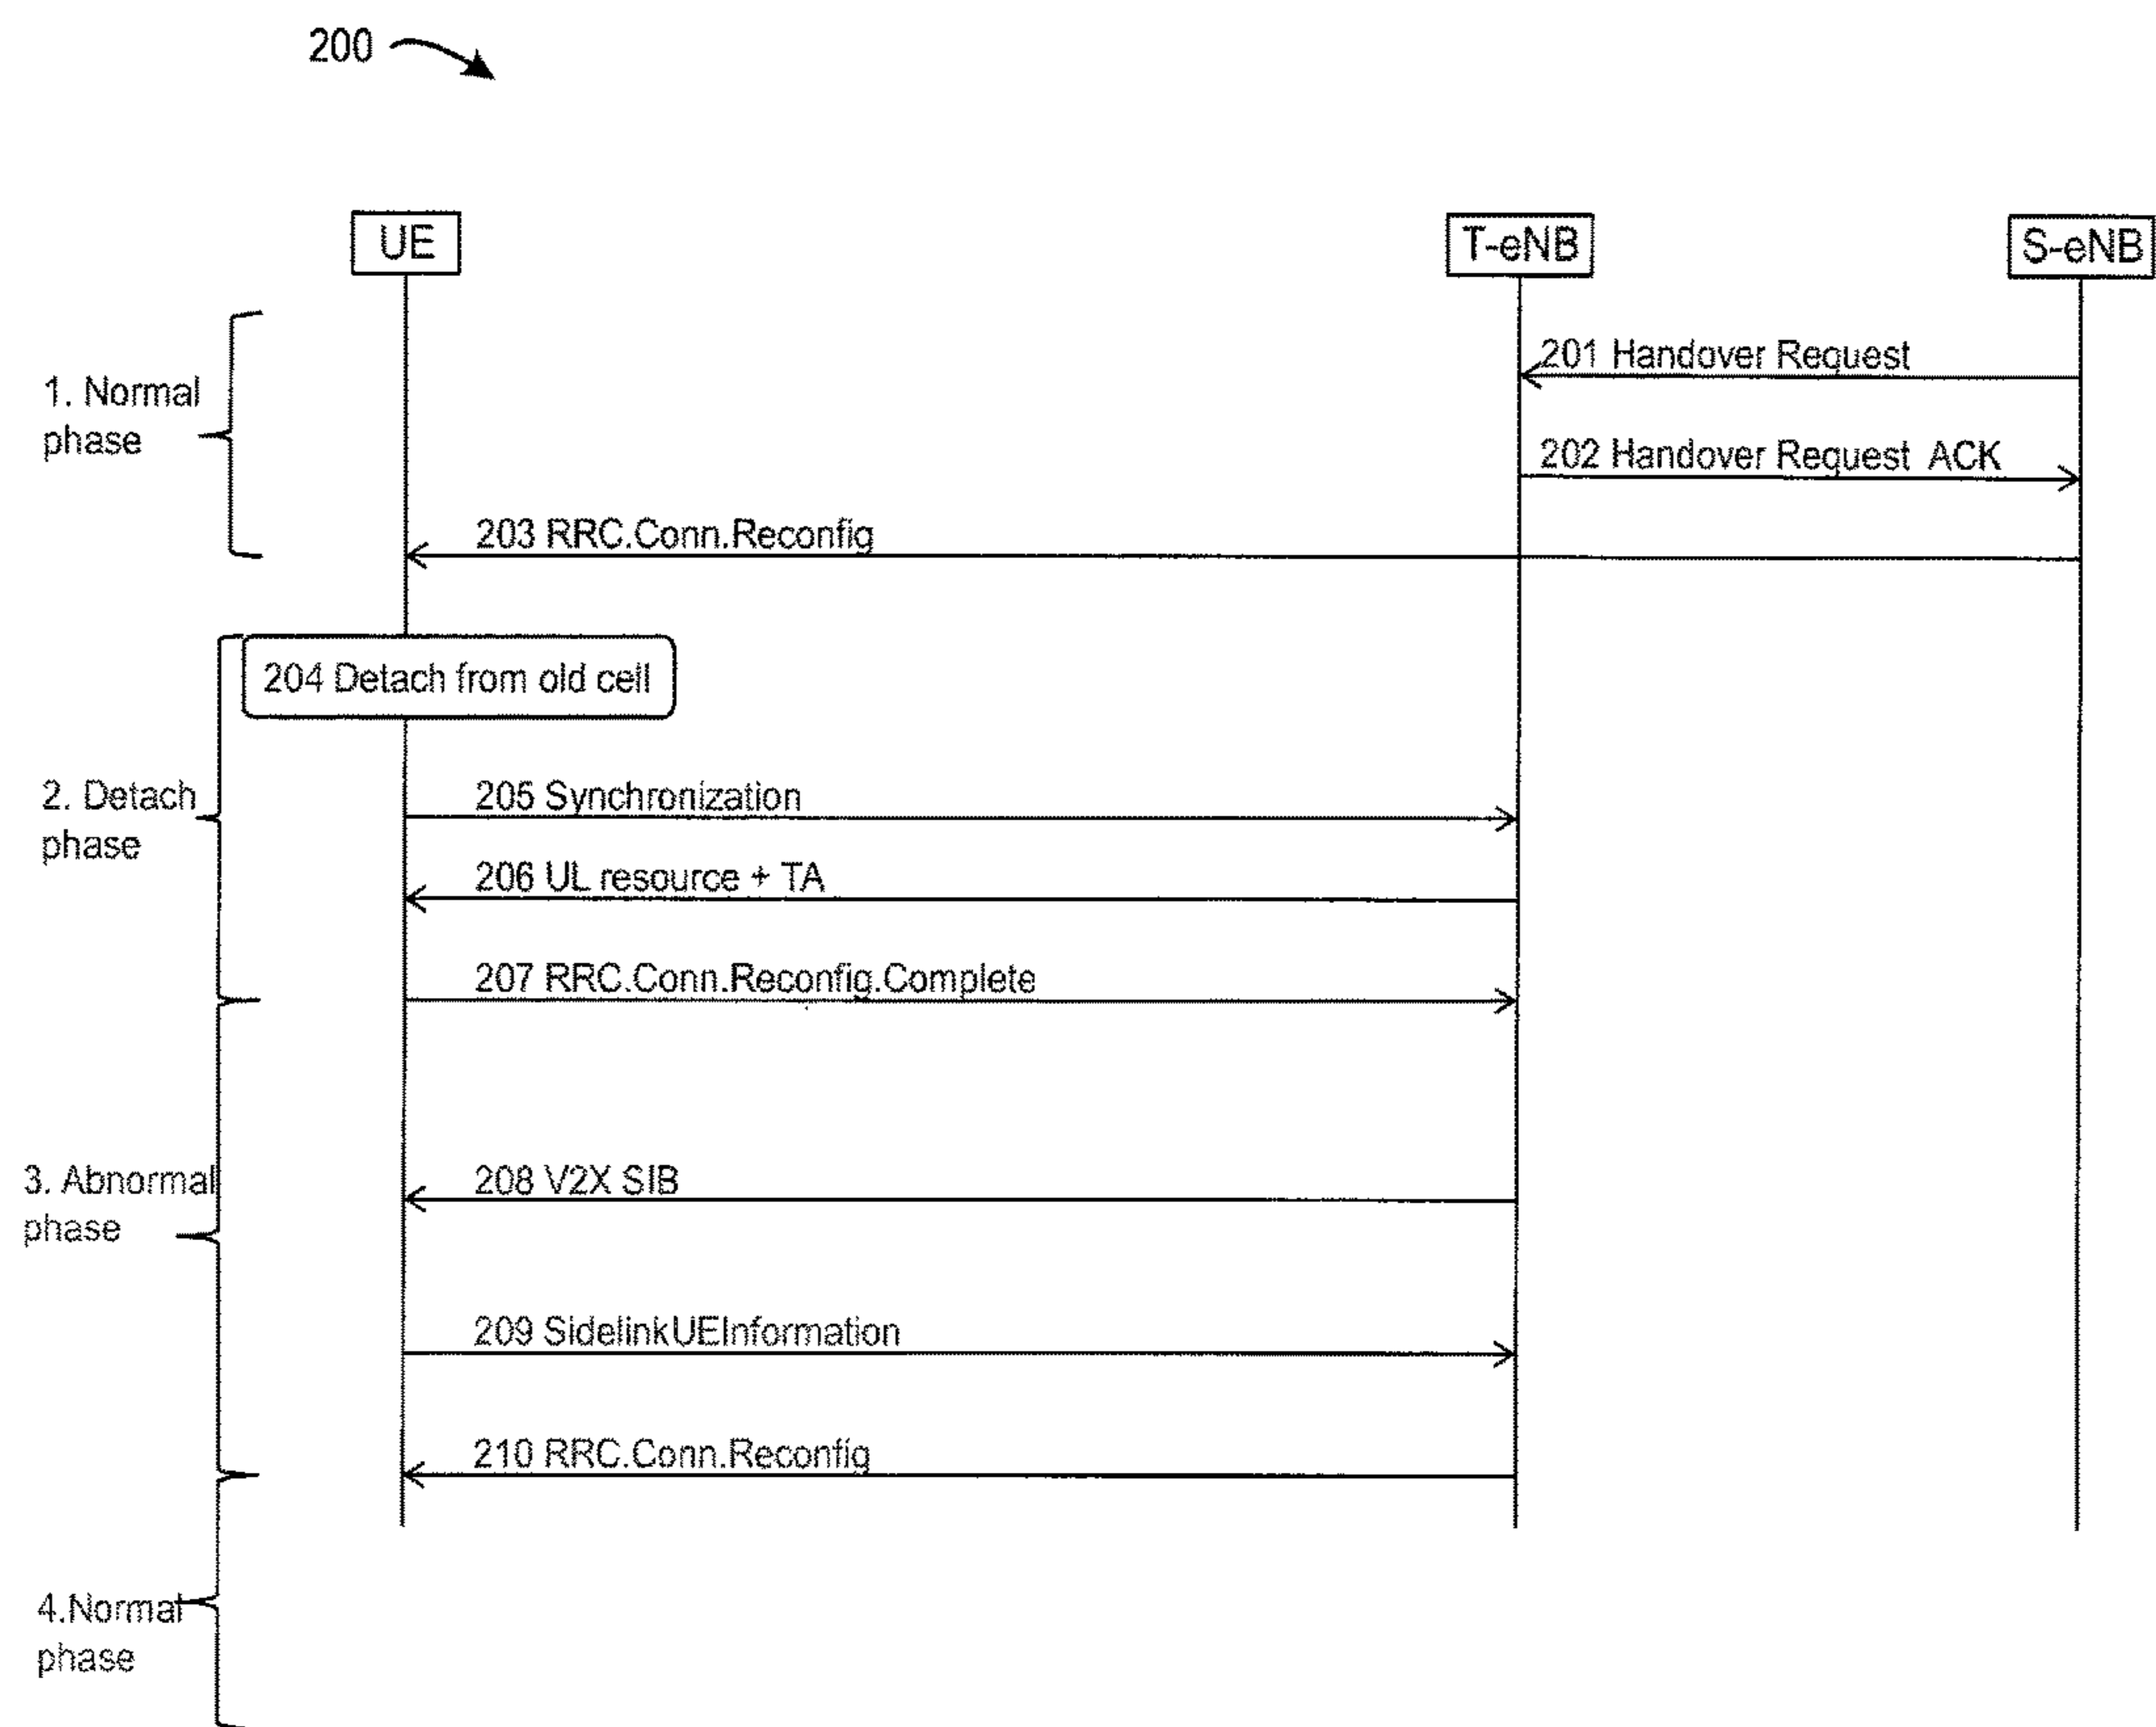 200
UE
T-eNB
S-eNB
201 Handover Request
1. Normal
phase
202 Handover Request ACK
203 RRC.Conn.Reconfig
204 Detach from old cell
2. Detach
phase
205 Synchronization
206 UL resource + TA
207 RRC.Conn.Reconfig.Complete
3. Abnormal
phase
208 V2X SIB
209 SidelinkUEInformation
210 RRC.Conn.Reconfig
4.Normal
phase